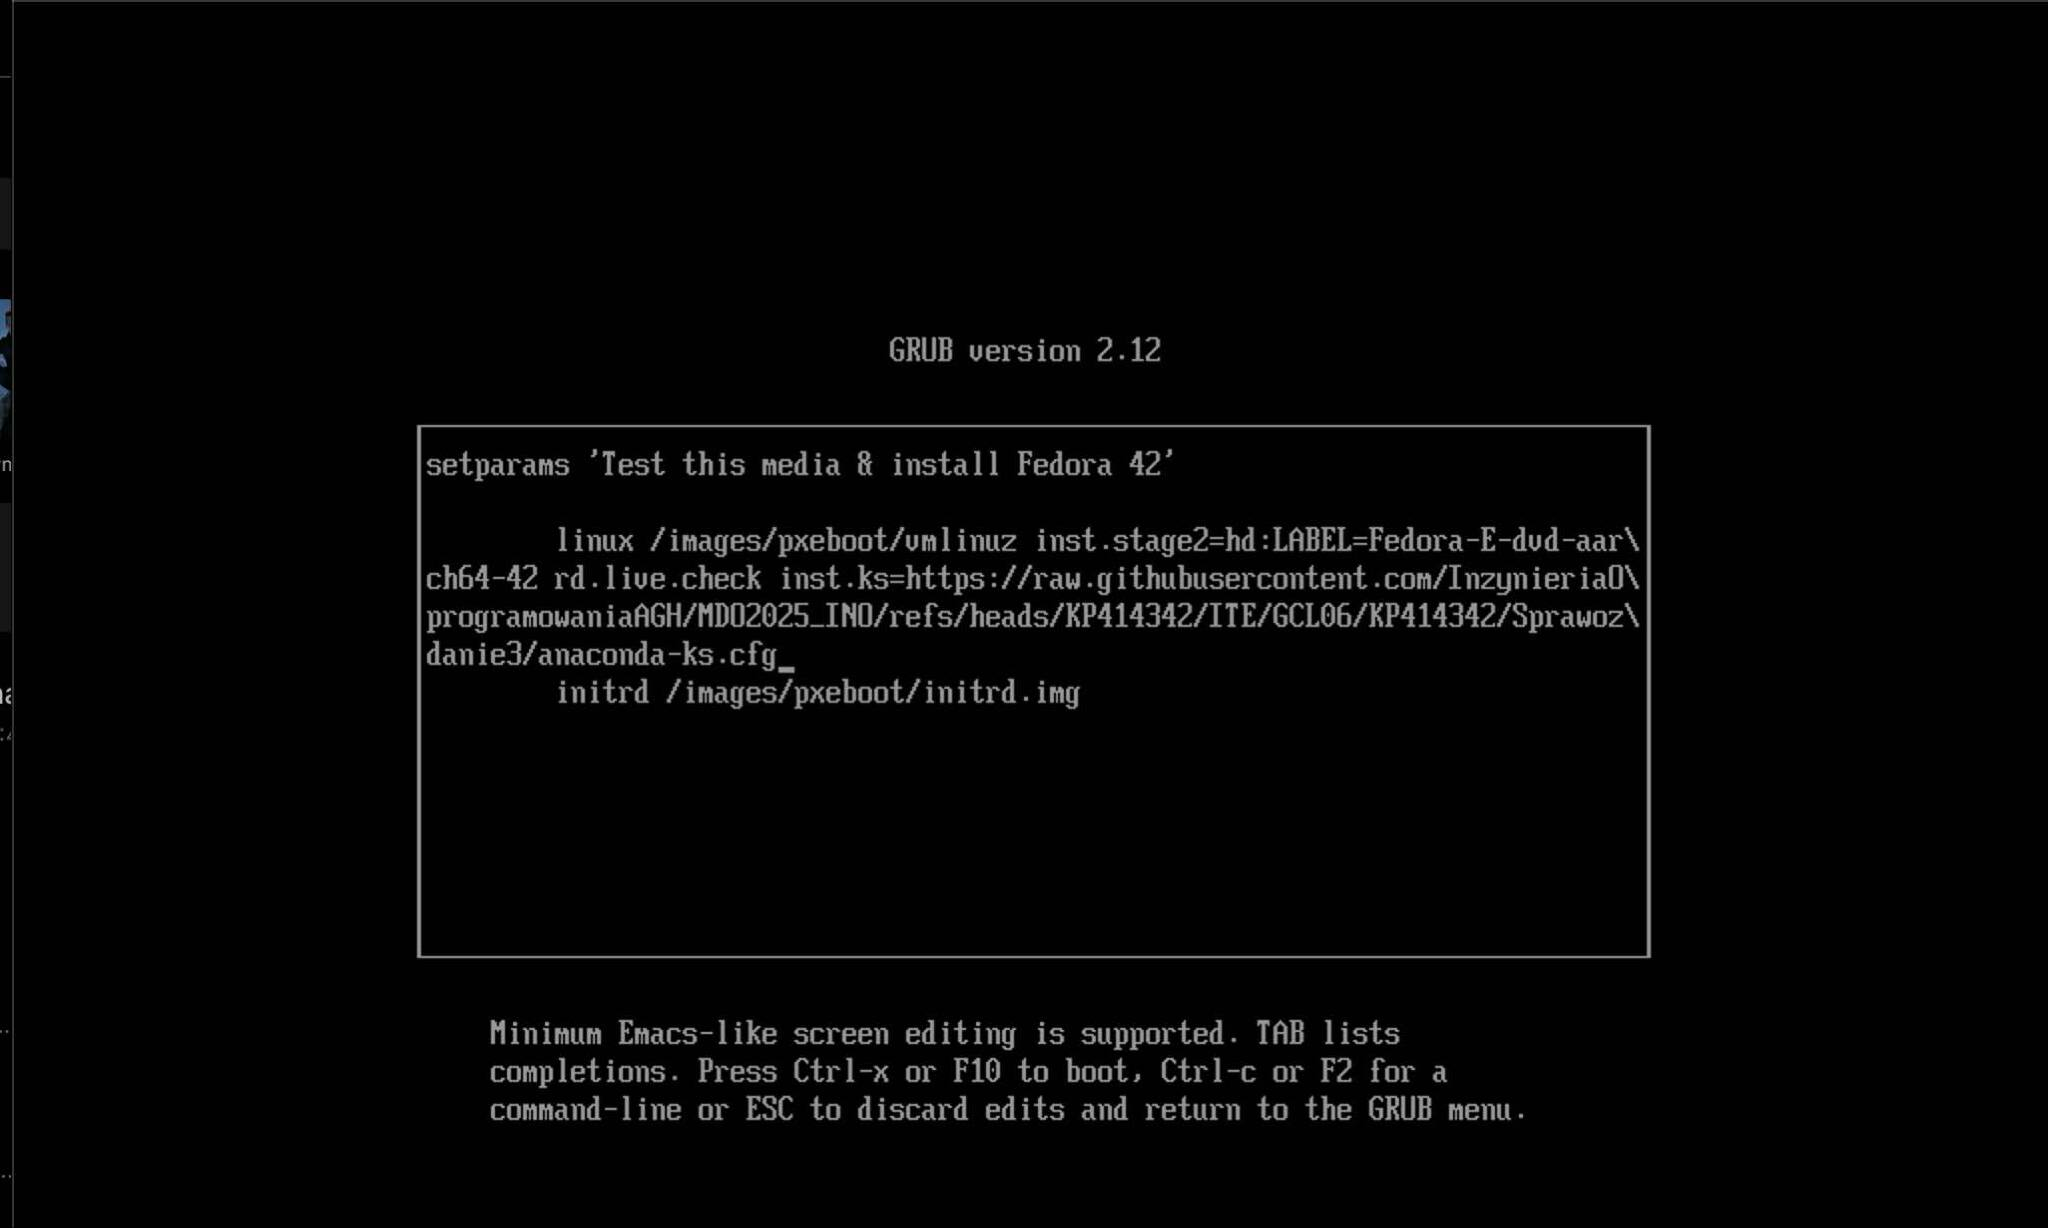 GRUB version 2.12
setparams 'Test this media & install Fedora 42'
linux /images/pxeboot/vmlinuz inst.stage2=hd:LABEL=Fedora-E-dvd-aar\
ch64-42 rd.live.check inst.ks=https://raw.githubusercontent.com/InzynieriaO\
programowaniaAGH/MDO2025_INO/refs/heads/KP414342/ITE/GCL06/KP414342/Sprawoz\
danie3/anaconda-ks.cfg_
initrd /images/pxeboot/initrd.img
Minimum Emacs-like screen editing is supported. TAB lists
completions. Press Ctrl-x or F10 to boot, Ctrl-c or F2 for a
command-line or ESC to discard edits and return to the GRUB menu.